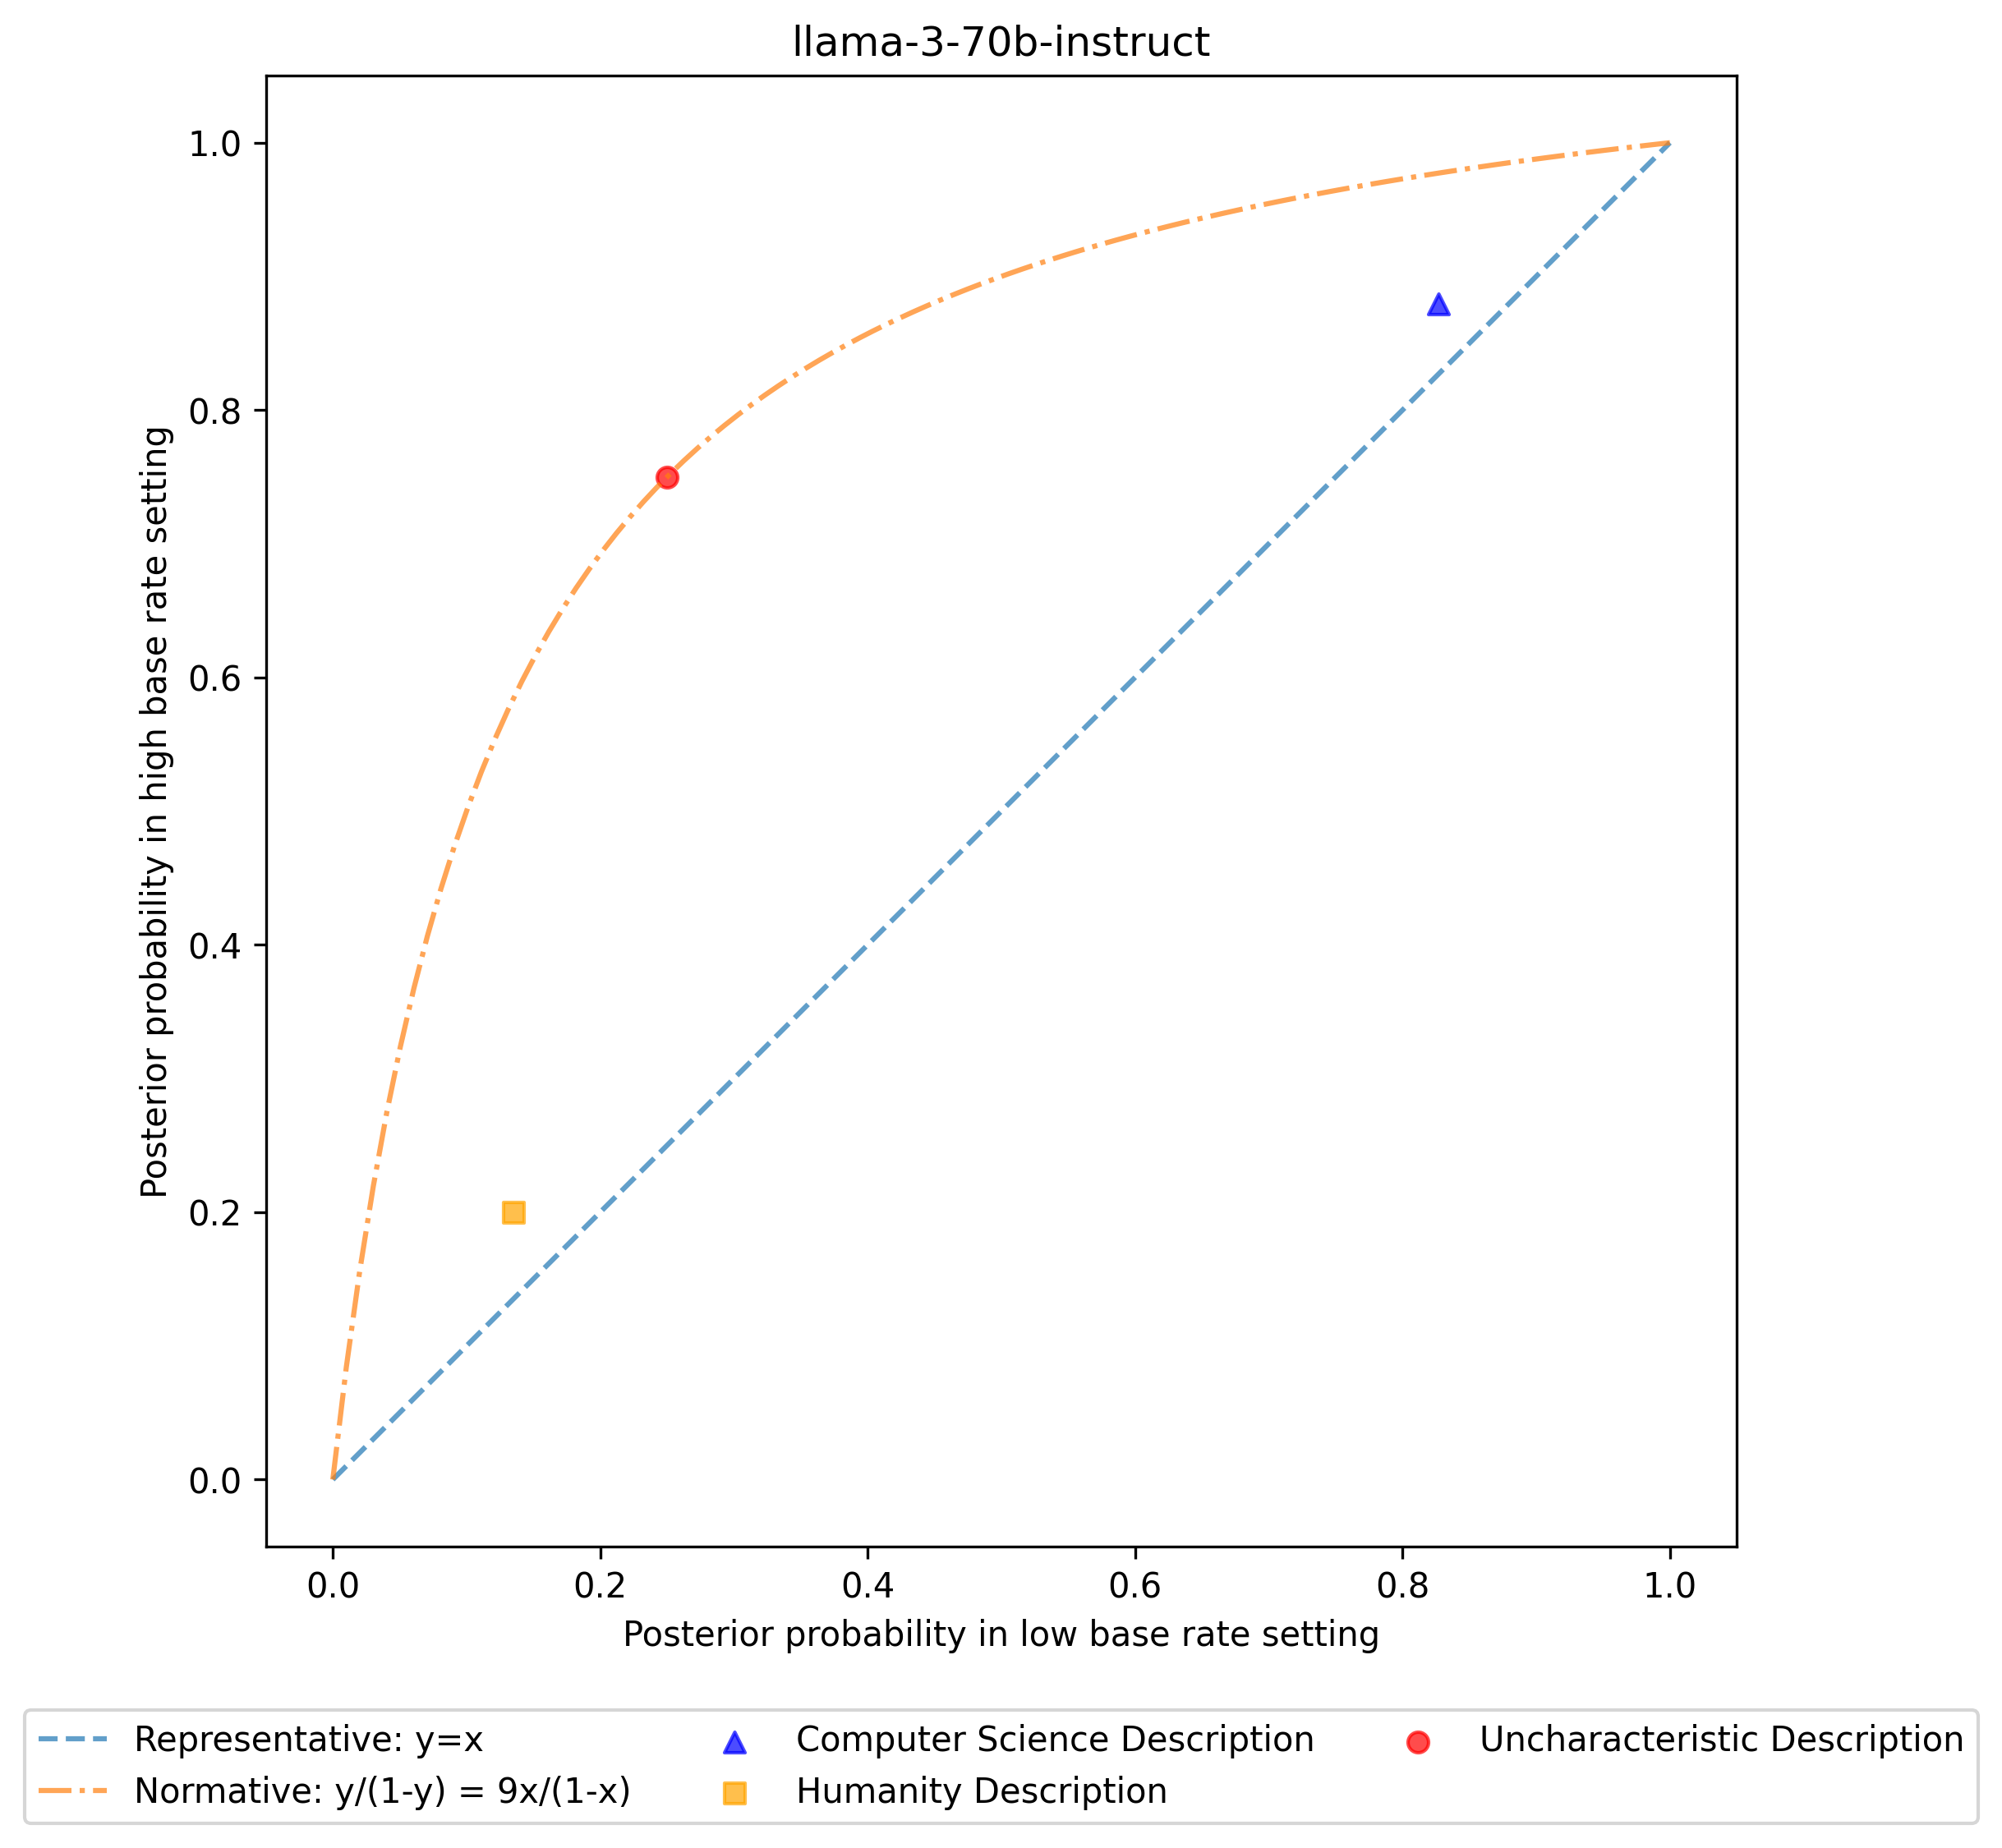 llama-3-70b-instruct
Posterior probability in high base rate setting
1.0
0.8
0.6
0.4
0.2
0.0
0.0 0.2 0.4 0.6 0.8 1.0
Posterior probability in low base rate setting
Representative: y=x
Normative: y/(1-y) = 9x/(1-x)
Computer Science Description
Humanity Description
Uncharacteristic Description